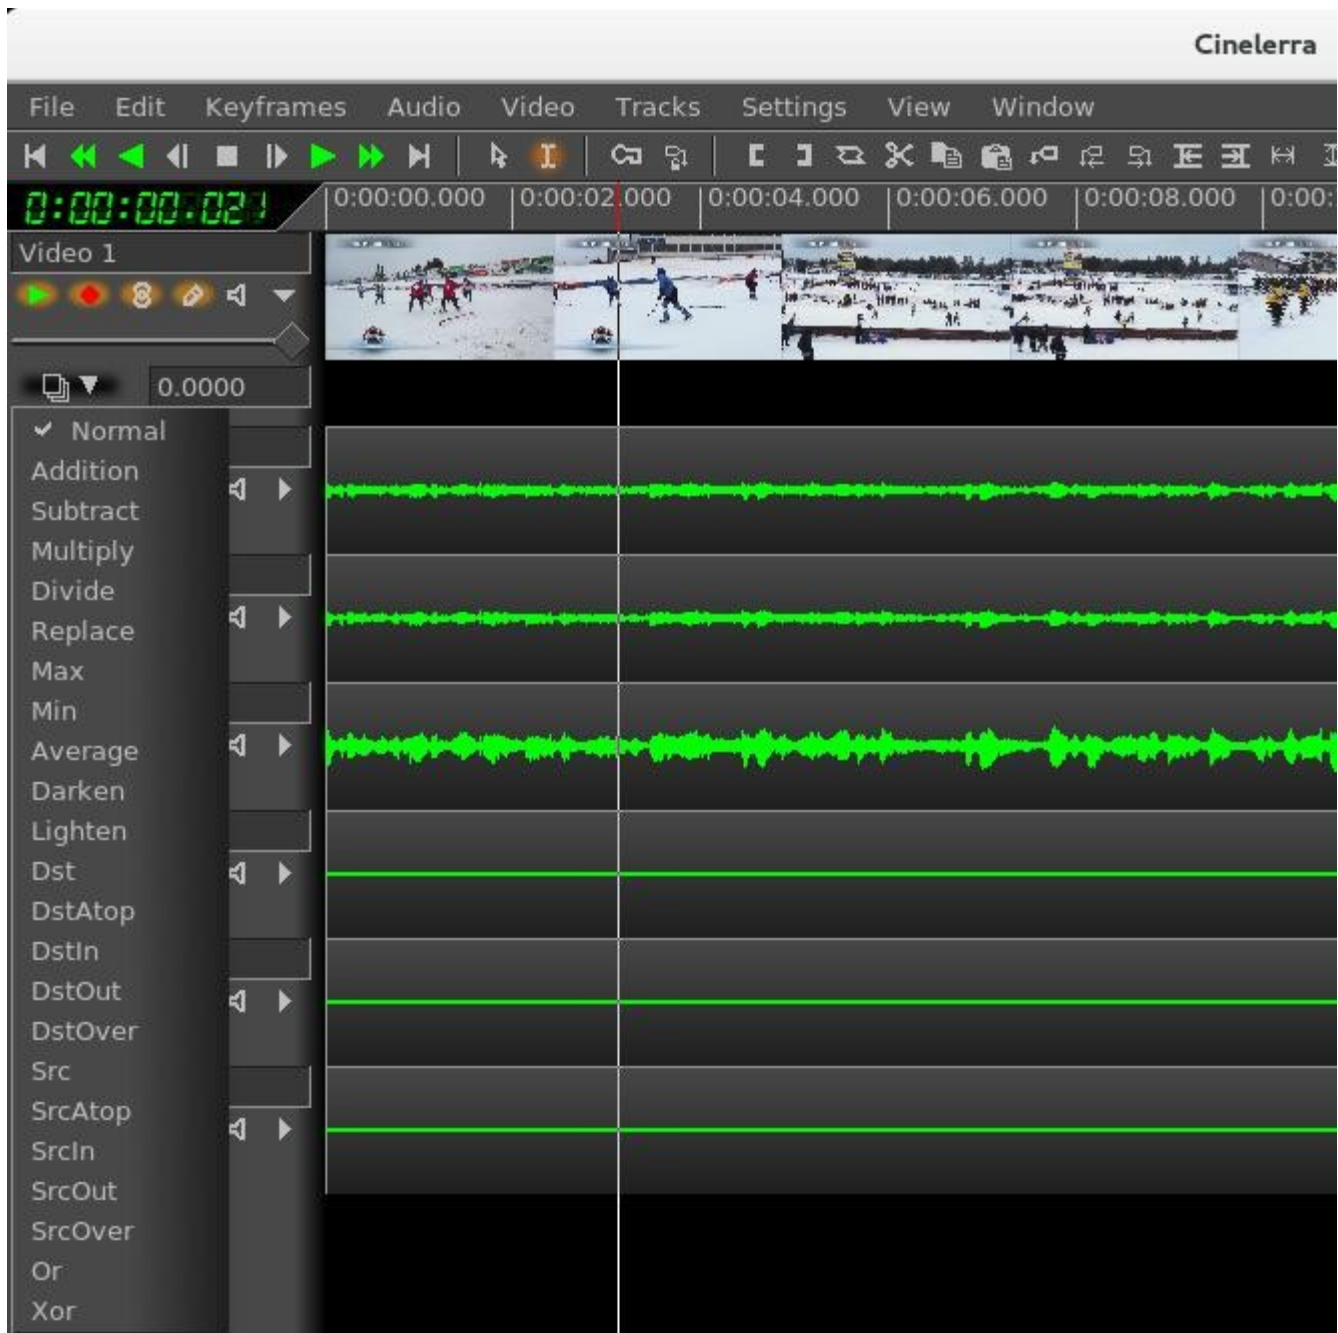 Cinelerra
File Edit Keyframes Audio Video Tracks Settings View Window
0:00:00.000 0:00:02.000 0:00:04.000 0:00:06.000 0:00:08.000 0:00:
Video 1
0.0000
Normal
Addition
Subtract
Multiply
Divide
Replace
Max
Min
Average
Darken
Lighten
Dst
DstAtop
DstIn
DstOut
DstOver
Src
SrcAtop
SrcIn
SrcOut
SrcOver
Or
Xor